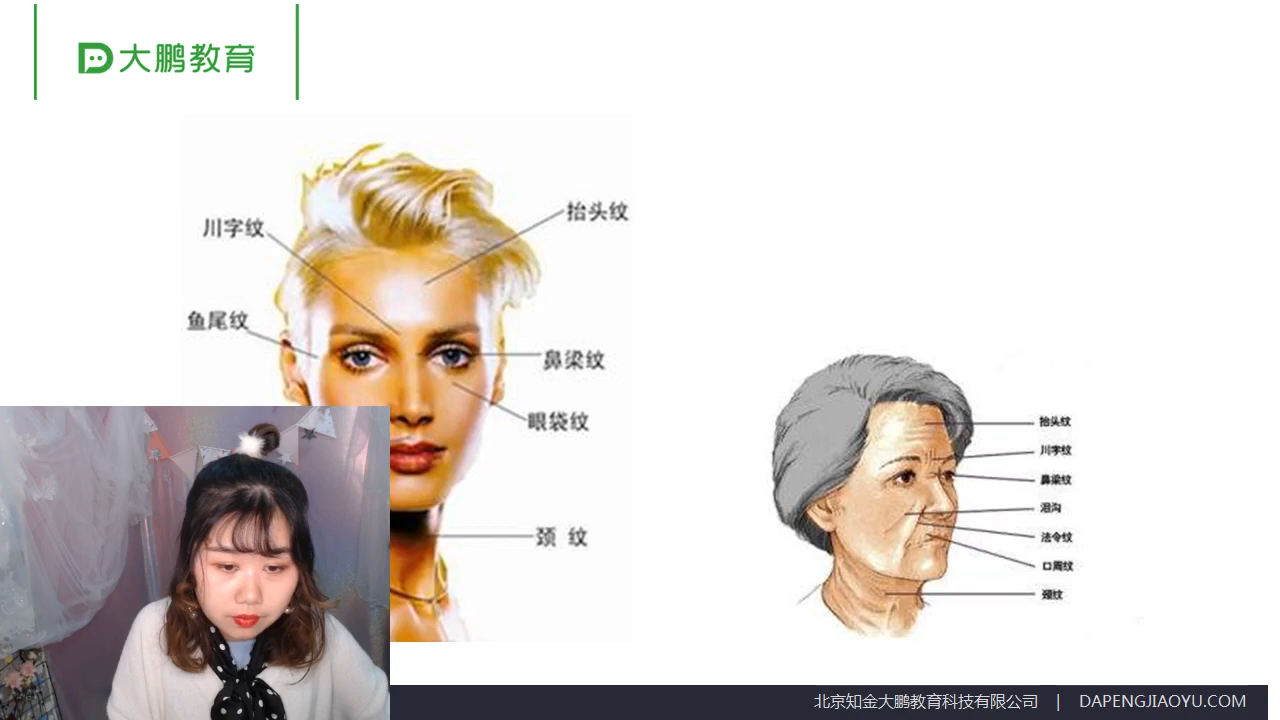 大鹏教育
川字纹
抬头纹
鱼尾纹
鼻梁纹
眼袋纹
颈 纹
抬头纹
川字纹
鼻梁纹
泪沟
法令纹
口周纹
颈纹
北京知金大鹏教育科技有限公司 | DAPENGJIAOYU.COM